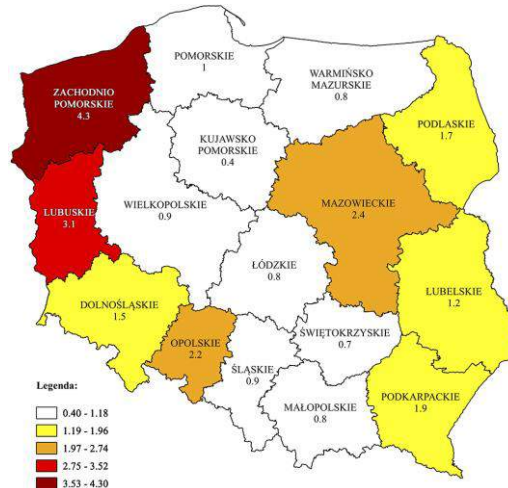 POMORSKIE
1
WARMIŃSKO
MAZURSKIE
0.8
ZACHODNIO
POMORSKIE
4.3
PODLASKIE
1.7
KUJAWSKO
POMORSKIE
0.4
LUBUSKIE
3.1
WIELKOPOLSKIE
0.9
MAZOWIECKIE
2.4
ŁÓDZKIE
0.8
LUBELSKIE
1.2
DOLNOŚLĄSKIE
1.5
OPOLSKIE
2.2
ŚWIĘTOKRZYSKIE
0.7
ŚLĄSKIE
0.9
MAŁOPOLSKIE
0.8
PODKARPACKIE
1.9
Legenda:
0.40 - 1.18
1.19 - 1.96
1.97 - 2.74
2.75 - 3.52
3.53 - 4.30